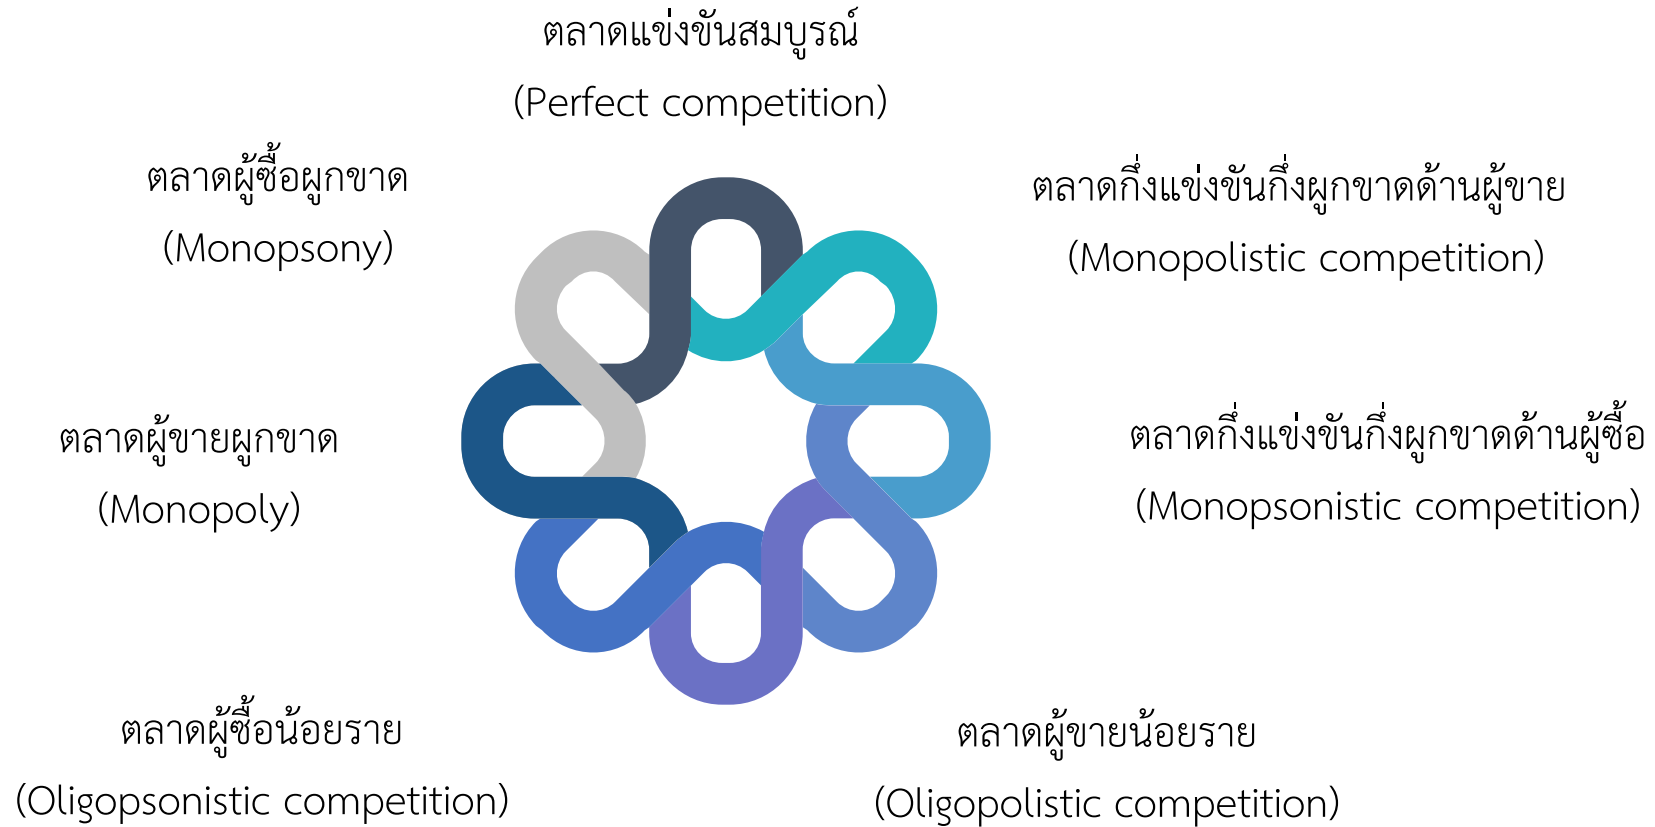 ตลาดแข่งขันสมบูรณ์
(Perfect competition)
ตลาดผู้ซื้อผูกขาด
(Monopsony)
ตลาดกึ่งแข่งขันกึ่งผูกขาดด้านผู้ขาย
(Monopolistic competition)
ตลาดผู้ขายผูกขาด
(Monopoly)
ตลาดกึ่งแข่งขันกึ่งผูกขาดด้านผู้ซื้อ
(Monopsonistic competition)
ตลาดผู้ซื้อน้อยราย
(Oligopsonistic competition)
ตลาดผู้ขายน้อยราย
(Oligopolistic competition)